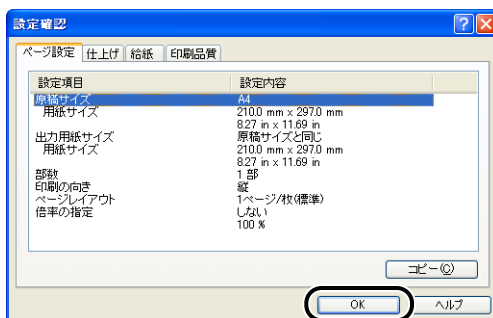 設定確認
ページ設定 仕上げ 給紙 印刷品質
設定項目 設定内容
原稿サイズ A4
用紙サイズ 210.0 mm x 297.0 mm
8.27 in x 11.69 in
出力用紙サイズ 原稿サイズと同じ
用紙サイズ 210.0 mm x 297.0 mm
8.27 in x 11.69 in
部数 1 部
印刷の向き 縦
ページレイアウト 1ページ/枚(標準)
倍率の指定 しない
100 %
コピー(C)
OK ヘルプ